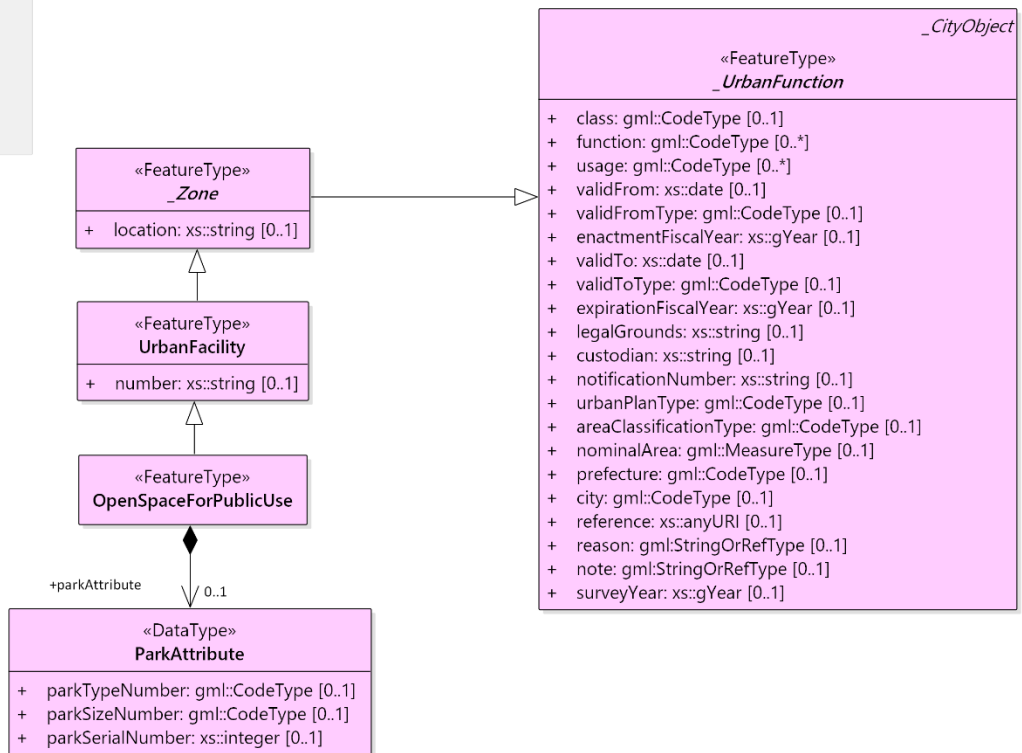 _CityObject
«FeatureType»
_UrbanFunction
+ class: gml::CodeType [0..1]
+ function: gml::CodeType [0..*]
+ usage: gml::CodeType [0..*]
+ validFrom: xs::date [0..1]
+ validFromType: gml::CodeType [0..1]
+ enactmentFiscalYear: xs::gYear [0..1]
+ validTo: xs::date [0..1]
+ validToType: gml::CodeType [0..1]
+ expirationFiscalYear: xs::gYear [0..1]
+ legalGrounds: xs::string [0..1]
+ custodian: xs::string [0..1]
+ notificationNumber: xs::string [0..1]
+ urbanPlanType: gml::CodeType [0..1]
+ areaClassificationType: gml::CodeType [0..1]
+ nominalArea: gml::MeasureType [0..1]
+ prefecture: gml::CodeType [0..1]
+ city: gml::CodeType [0..1]
+ reference: xs::anyURI [0..1]
+ reason: gml:StringOrRefType [0..1]
+ note: gml:StringOrRefType [0..1]
+ surveyYear: xs::gYear [0..1]
«FeatureType»
_Zone
+ location: xs::string [0..1]
«FeatureType»
UrbanFacility
+ number: xs::string [0..1]
«FeatureType»
OpenSpaceForPublicUse
+parkAttribute
0..1
«DataType»
ParkAttribute
+ parkTypeNumber: gml::CodeType [0..1]
+ parkSizeNumber: gml::CodeType [0..1]
+ parkSerialNumber: xs::integer [0..1]